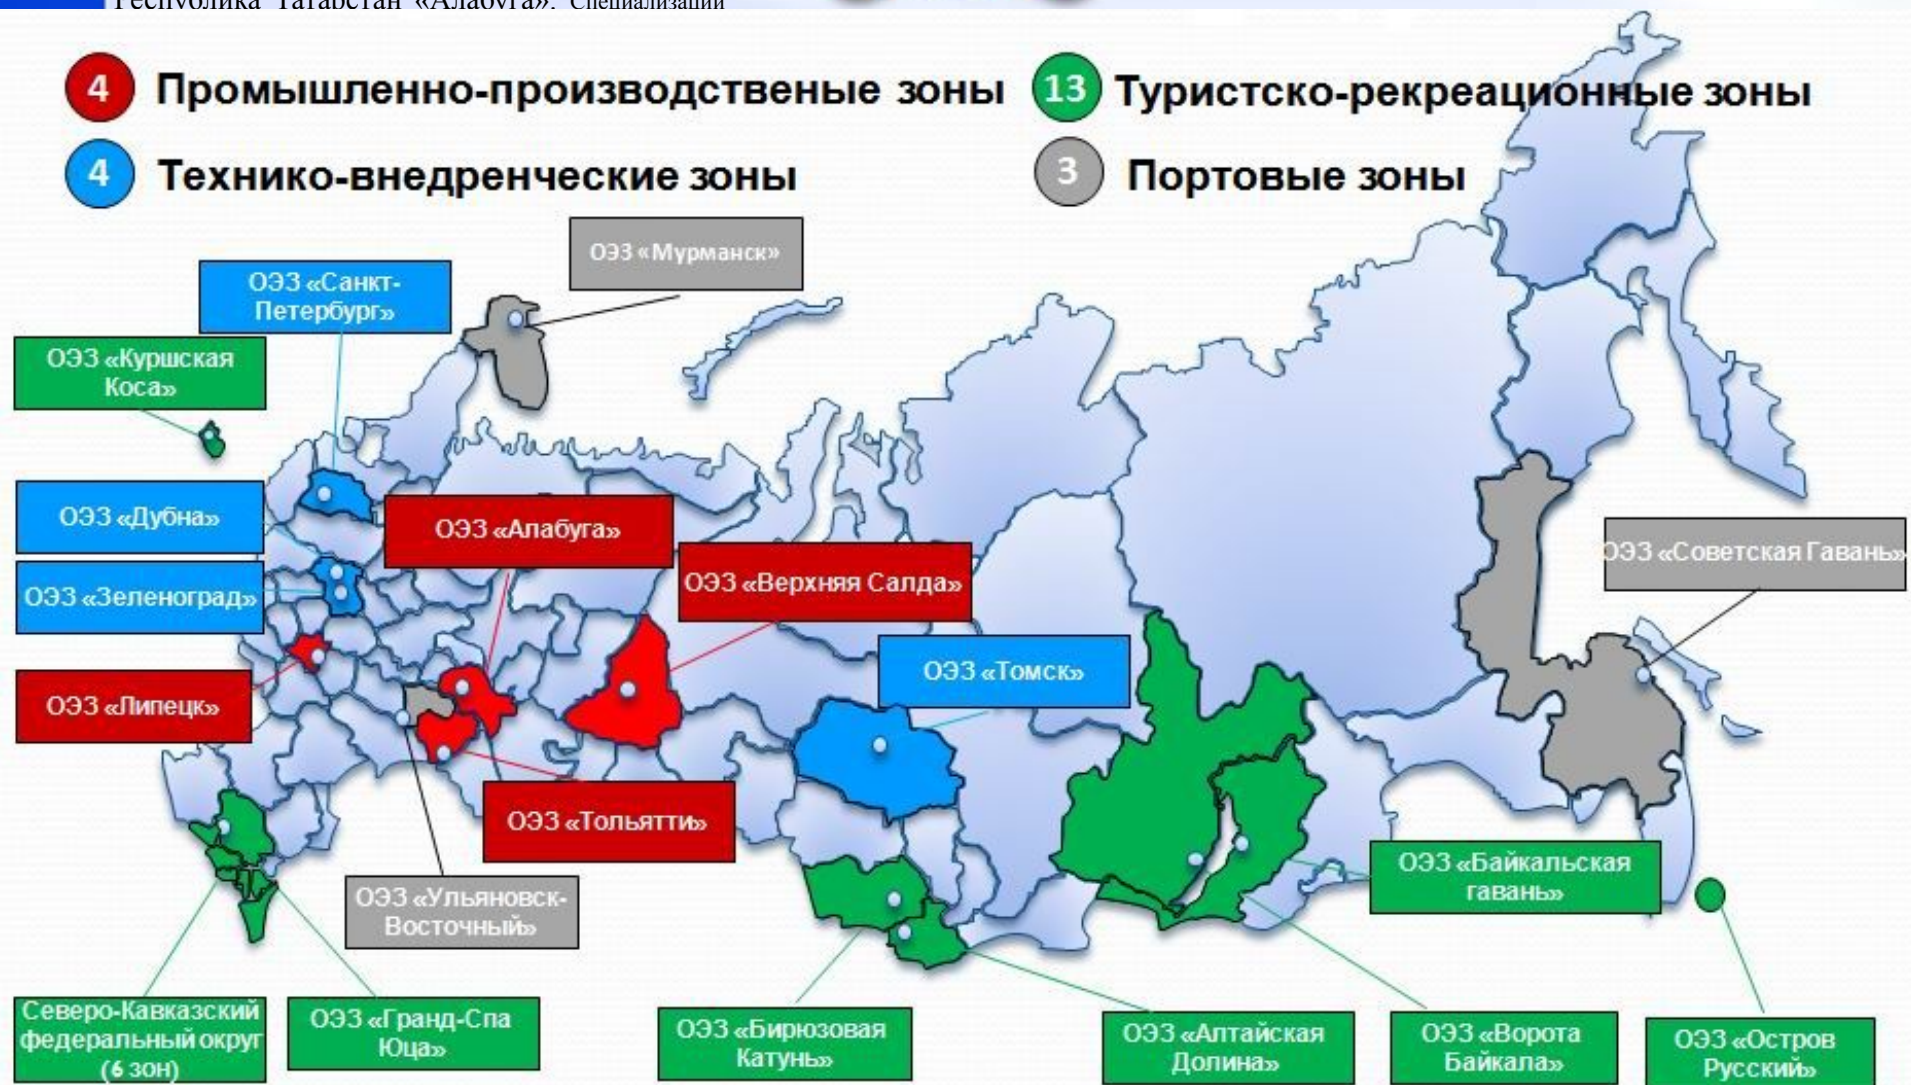 Республика Татарстан «Алабуга». Специализации
4 Промышленно-производственые зоны
13 Туристско-рекреационные зоны
4 Технико-внедренческие зоны
3 Портовые зоны
ОЭЗ «Мурманск»
ОЭЗ «Санкт-
Петербург»
ОЭЗ «Куршская
Коса»
ОЭЗ «Дубна»
ОЭЗ «Алабуга»
ОЭЗ «Советская Гавань»
ОЭЗ «Верхняя Салда»
ОЭЗ «Зеленоград»
ОЭЗ «Томск»
ОЭЗ «Липецк»
ОЭЗ «Тольятти»
ОЭЗ «Байкальская
гавань»
ОЭЗ «Ульяновск-
Восточный»
Северо-Кавказский
федеральный округ
(6 зон)
ОЭЗ «Гранд-Спа
Юца»
ОЭЗ «Бирюзовая
Катунь»
ОЭЗ «Алтайская
Долина»
ОЭЗ «Ворота
Байкала»
ОЭЗ «Остров
Русский»